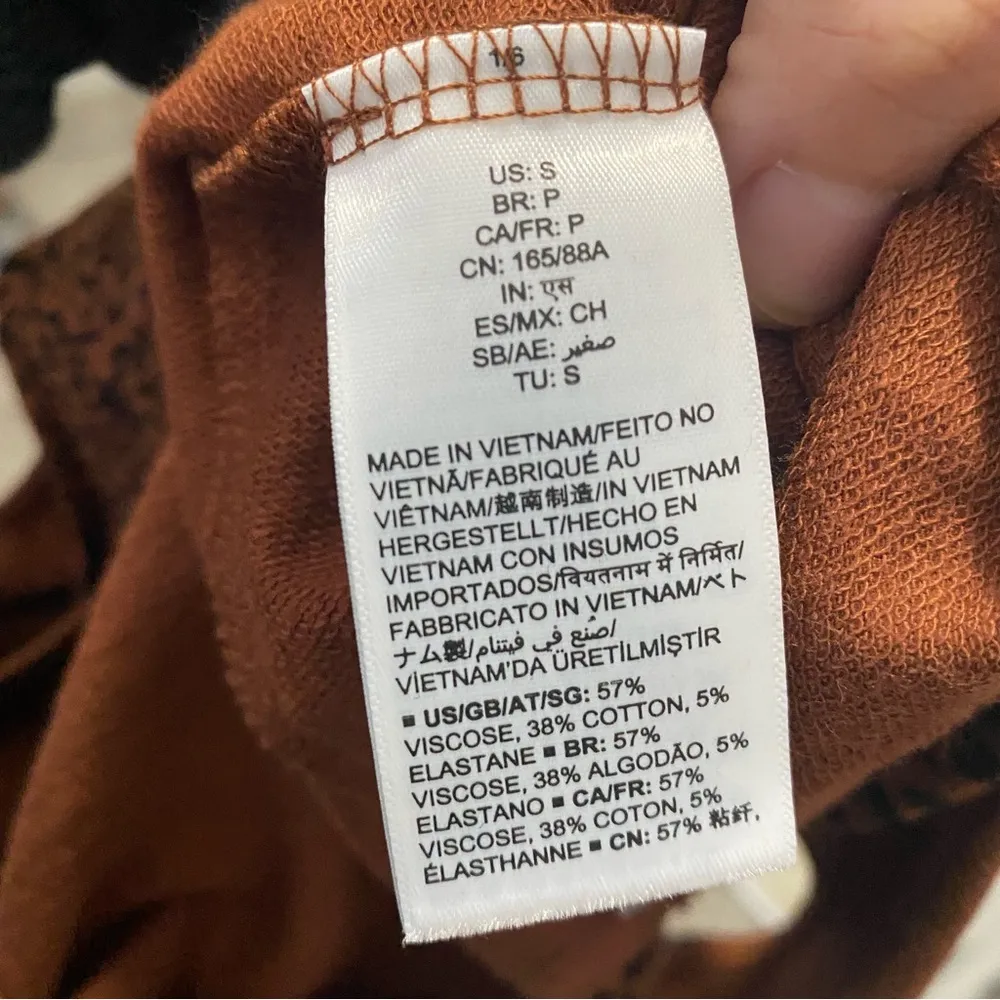 1/6
US: S
BR: P
CA/FR: P
CN: 165/88A
IN: एस
ES/MX: CH
SB/AE: صغير
TU: S
MADE IN VIETNAM/FEITO NO
VIETNÃ/FABRIQUÉ AU
VIÊTNAM/越南制造/IN VIETNAM
HERGESTELLT/HECHO EN
VIETNAM CON INSUMOS
IMPORTADOS/वियतनाम में निर्मित/
FABBRICATO IN VIETNAM/ベト
ナム製/صُنع في فيتنام/
VİETNAM'DA ÜRETİLMİŞTİR
■ US/GB/AT/SG: 57%
VISCOSE, 38% COTTON, 5%
ELASTANE ■ BR: 57%
VISCOSE, 38% ALGODÃO, 5%
ELASTANO ■ CA/FR: 57%
VISCOSE, 38% COTON, 5%
ÉLASTHANNE ■ CN: 57% 粘纤,